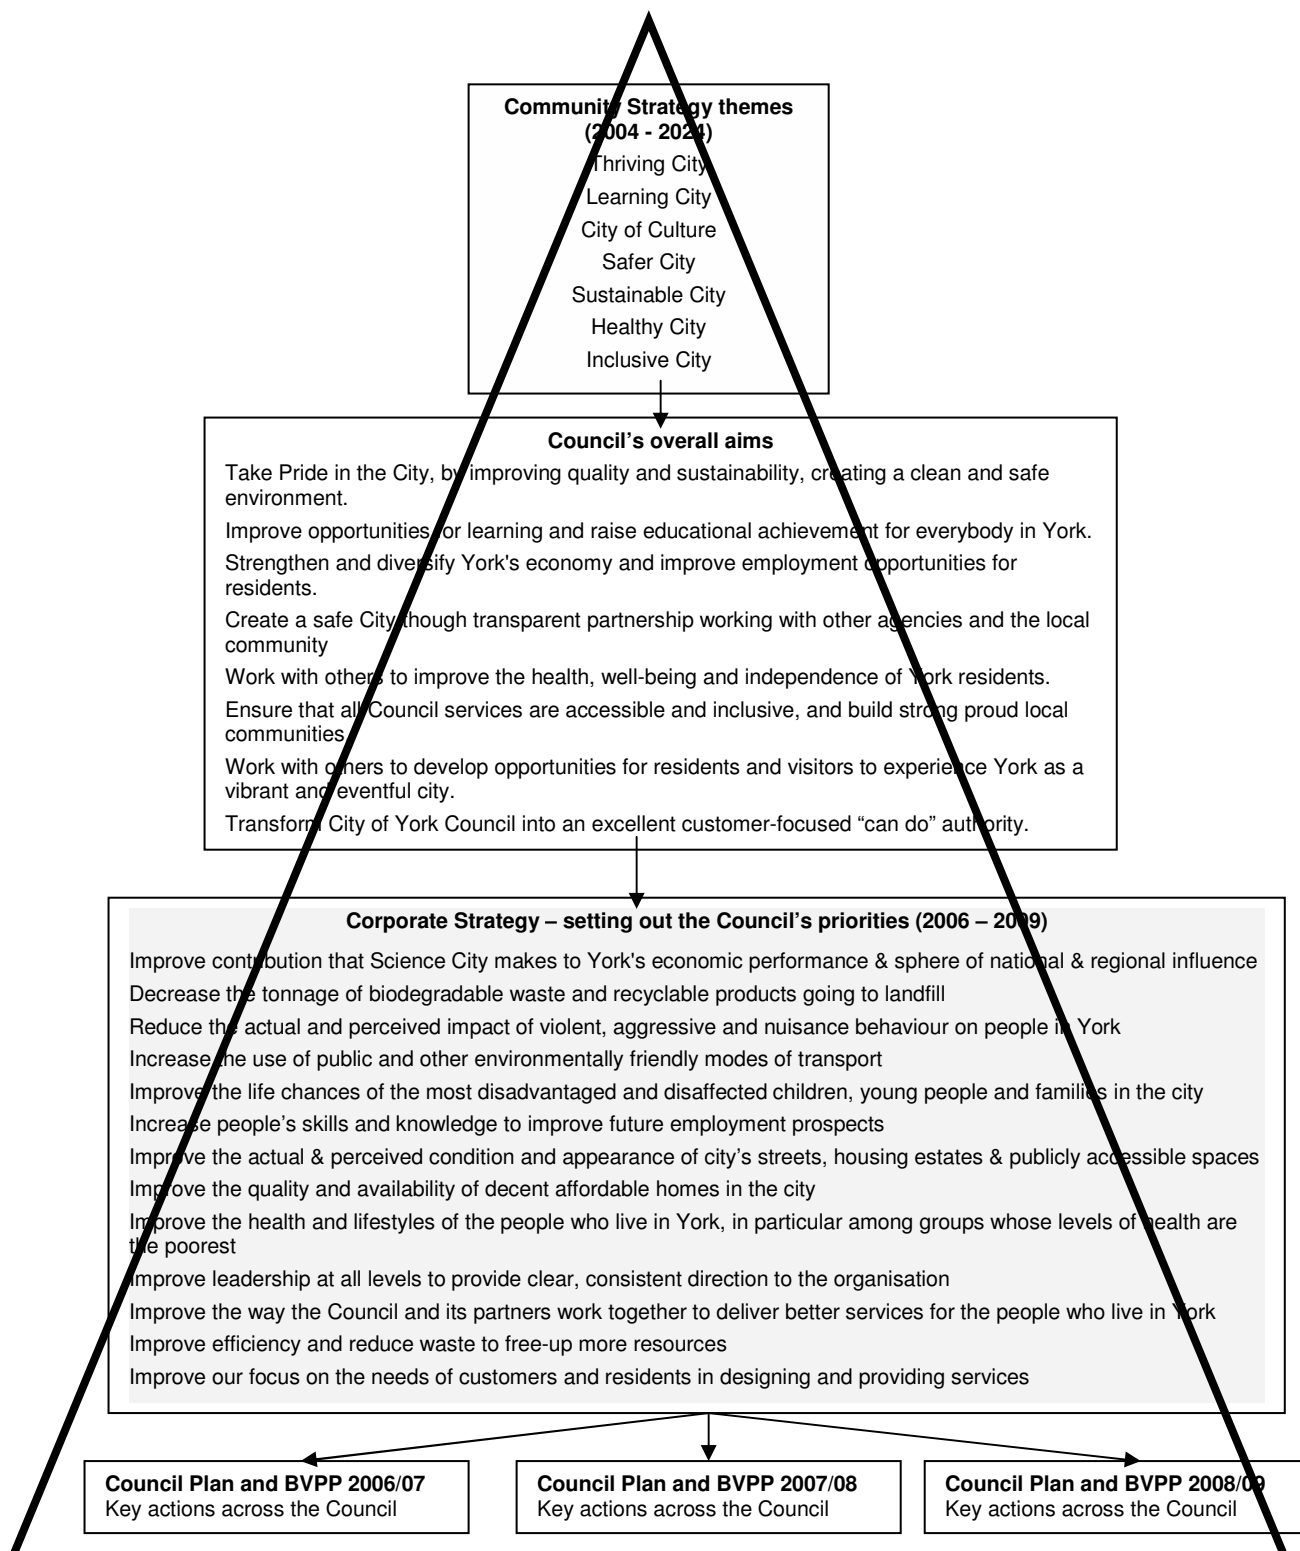 Community Strategy themes
(2004 - 2024)
Thriving City
Learning City
City of Culture
Safer City
Sustainable City
Healthy City
Inclusive City
Council’s overall aims
Take Pride in the City, by improving quality and sustainability, creating a clean and safe
environment.
Improve opportunities for learning and raise educational achievement for everybody in York.
Strengthen and diversify York's economy and improve employment opportunities for
residents.
Create a safe City though transparent partnership working with other agencies and the local
community
Work with others to improve the health, well-being and independence of York residents.
Ensure that all Council services are accessible and inclusive, and build strong proud local
communities.
Work with others to develop opportunities for residents and visitors to experience York as a
vibrant and eventful city.
Transform City of York Council into an excellent customer-focused “can do” authority.
Corporate Strategy – setting out the Council’s priorities (2006 – 2009)
Improve contribution that Science City makes to York's economic performance & sphere of national & regional influence
Decrease the tonnage of biodegradable waste and recyclable products going to landfill
Reduce the actual and perceived impact of violent, aggressive and nuisance behaviour on people in York
Increase the use of public and other environmentally friendly modes of transport
Improve the life chances of the most disadvantaged and disaffected children, young people and families in the city
Increase people’s skills and knowledge to improve future employment prospects
Improve the actual & perceived condition and appearance of city’s streets, housing estates & publicly accessible spaces
Improve the quality and availability of decent affordable homes in the city
Improve the health and lifestyles of the people who live in York, in particular among groups whose levels of health are
the poorest
Improve leadership at all levels to provide clear, consistent direction to the organisation
Improve the way the Council and its partners work together to deliver better services for the people who live in York
Improve efficiency and reduce waste to free-up more resources
Improve our focus on the needs of customers and residents in designing and providing services
Council Plan and BVPP 2006/07
Key actions across the Council
Council Plan and BVPP 2007/08
Key actions across the Council
Council Plan and BVPP 2008/09
Key actions across the Council